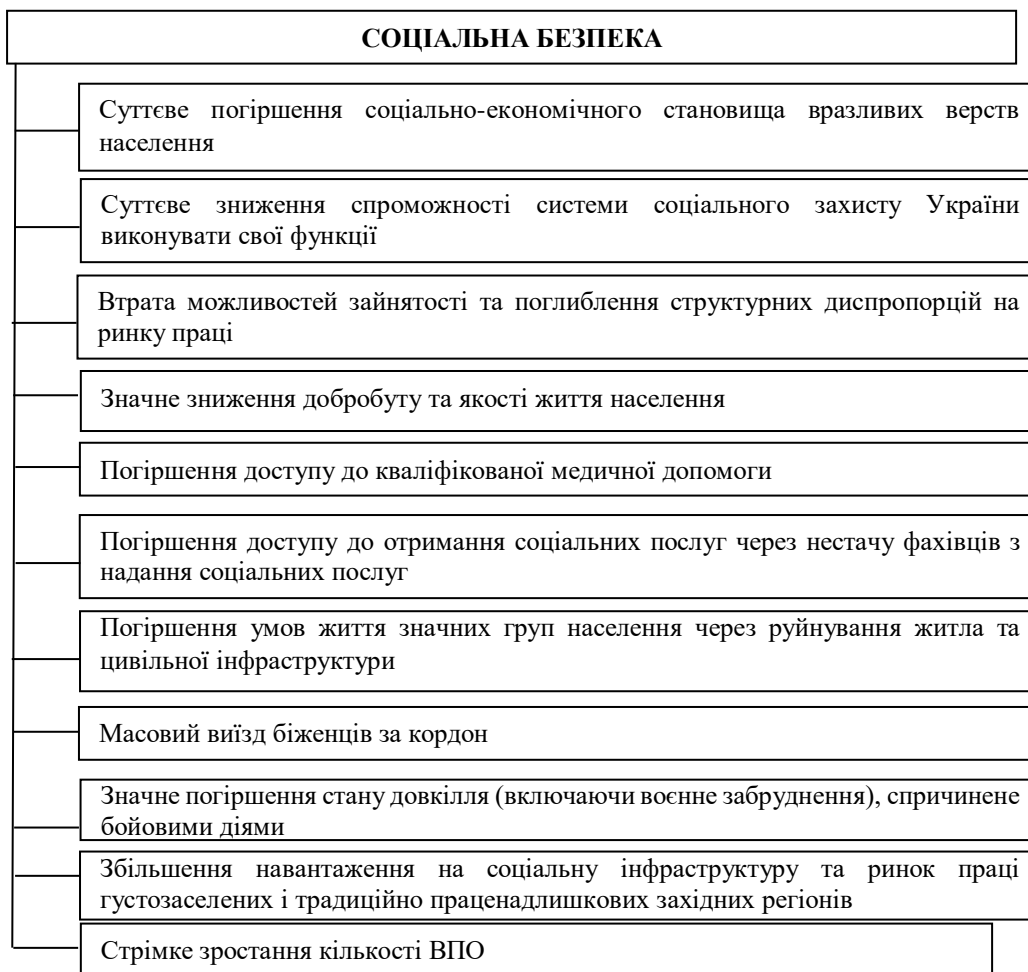 СОЦІАЛЬНА БЕЗПЕКА
Суттєве погіршення соціально-економічного становища вразливих верств
населення
Суттєве зниження спроможності системи соціального захисту України
виконувати свої функції
Втрата можливостей зайнятості та поглиблення структурних диспропорцій на
ринку праці
Значне зниження добробуту та якості життя населення
Погіршення доступу до кваліфікованої медичної допомоги
Погіршення доступу до отримання соціальних послуг через нестачу фахівців з
надання соціальних послуг
Погіршення умов життя значних груп населення через руйнування житла та
цивільної інфраструктури
Масовий виїзд біженців за кордон
Значне погіршення стану довкілля (включаючи воєнне забруднення), спричинене
бойовими діями
Збільшення навантаження на соціальну інфраструктуру та ринок праці
густозаселених і традиційно праценадлишкових західних регіонів
Стрімке зростання кількості ВПО